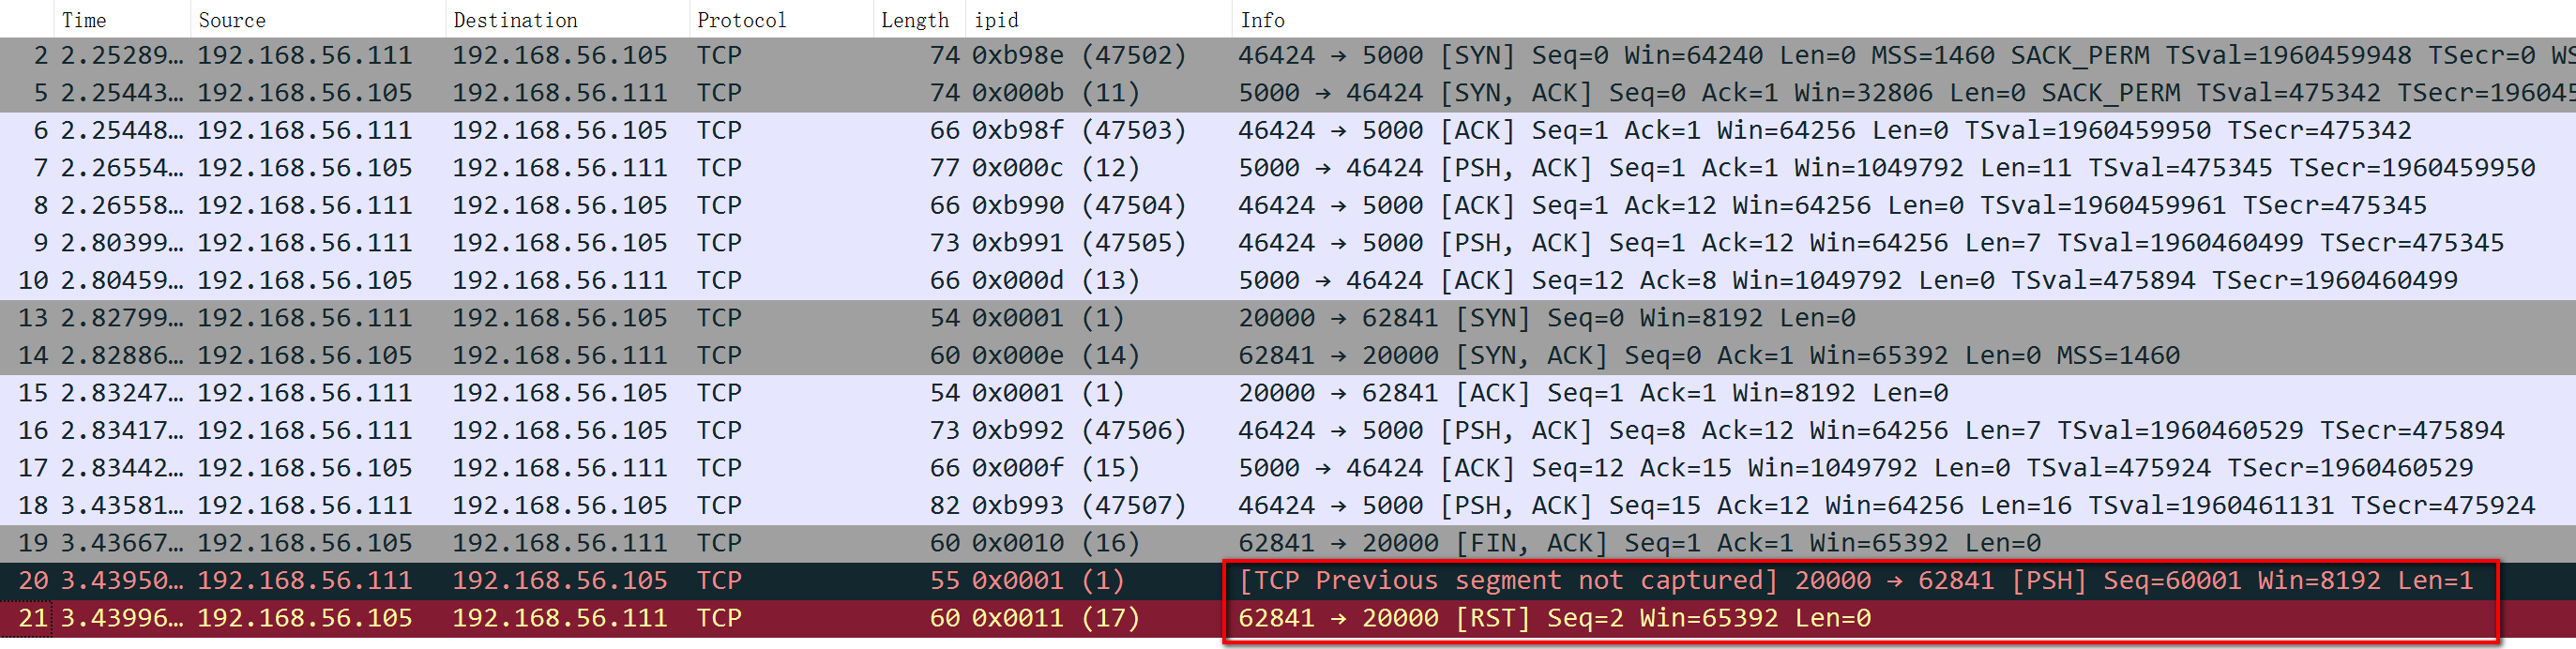 Time Source Destination Protocol Length ipid Info
2 2.25289… 192.168.56.111 192.168.56.105 TCP 74 0xb98e (47502) 46424 → 5000 [SYN] Seq=0 Win=64240 Len=0 MSS=1460 SACK_PERM TSval=1960459948 TSecr=0 WS
5 2.25443… 192.168.56.105 192.168.56.111 TCP 74 0x000b (11) 5000 → 46424 [SYN, ACK] Seq=0 Ack=1 Win=32806 Len=0 SACK_PERM TSval=475342 TSecr=196045
6 2.25448… 192.168.56.111 192.168.56.105 TCP 66 0xb98f (47503) 46424 → 5000 [ACK] Seq=1 Ack=1 Win=64256 Len=0 TSval=1960459950 TSecr=475342
7 2.26554… 192.168.56.105 192.168.56.111 TCP 77 0x000c (12) 5000 → 46424 [PSH, ACK] Seq=1 Ack=1 Win=1049792 Len=11 TSval=475345 TSecr=1960459950
8 2.26558… 192.168.56.111 192.168.56.105 TCP 66 0xb990 (47504) 46424 → 5000 [ACK] Seq=1 Ack=12 Win=64256 Len=0 TSval=1960459961 TSecr=475345
9 2.80399… 192.168.56.111 192.168.56.105 TCP 73 0xb991 (47505) 46424 → 5000 [PSH, ACK] Seq=1 Ack=12 Win=64256 Len=7 TSval=1960460499 TSecr=475345
10 2.80459… 192.168.56.105 192.168.56.111 TCP 66 0x000d (13) 5000 → 46424 [ACK] Seq=12 Ack=8 Win=1049792 Len=0 TSval=475894 TSecr=1960460499
13 2.82799… 192.168.56.111 192.168.56.105 TCP 54 0x0001 (1) 20000 → 62841 [SYN] Seq=0 Win=8192 Len=0
14 2.82886… 192.168.56.105 192.168.56.111 TCP 60 0x000e (14) 62841 → 20000 [SYN, ACK] Seq=0 Ack=1 Win=65392 Len=0 MSS=1460
15 2.83247… 192.168.56.111 192.168.56.105 TCP 54 0x0001 (1) 20000 → 62841 [ACK] Seq=1 Ack=1 Win=8192 Len=0
16 2.83417… 192.168.56.111 192.168.56.105 TCP 73 0xb992 (47506) 46424 → 5000 [PSH, ACK] Seq=8 Ack=12 Win=64256 Len=7 TSval=1960460529 TSecr=475894
17 2.83442… 192.168.56.105 192.168.56.111 TCP 66 0x000f (15) 5000 → 46424 [ACK] Seq=12 Ack=15 Win=1049792 Len=0 TSval=475924 TSecr=1960460529
18 3.43581… 192.168.56.111 192.168.56.105 TCP 82 0xb993 (47507) 46424 → 5000 [PSH, ACK] Seq=15 Ack=12 Win=64256 Len=16 TSval=1960461131 TSecr=475924
19 3.43667… 192.168.56.105 192.168.56.111 TCP 60 0x0010 (16) 62841 → 20000 [FIN, ACK] Seq=1 Ack=1 Win=65392 Len=0
20 3.43950… 192.168.56.111 192.168.56.105 TCP 55 0x0001 (1) [TCP Previous segment not captured] 20000 → 62841 [PSH] Seq=60001 Win=8192 Len=1
21 3.43996… 192.168.56.105 192.168.56.111 TCP 60 0x0011 (17) 62841 → 20000 [RST] Seq=2 Win=65392 Len=0